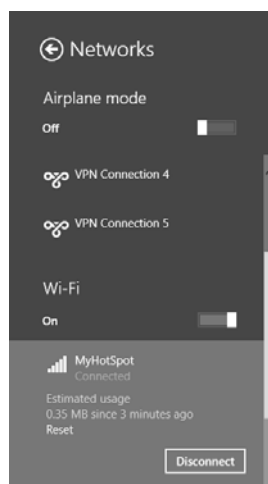 Networks
Airplane mode
Off
VPN Connection 4
VPN Connection 5
Wi-Fi
On
MyHotSpot
Connected
Estimated usage
0.35 MB since 3 minutes ago
Reset
Disconnect